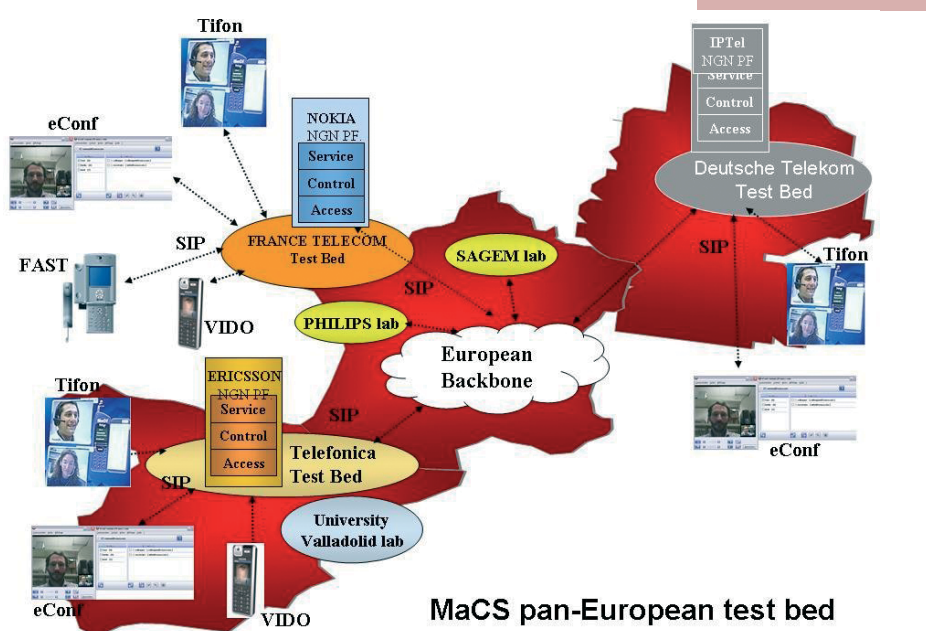 Tifon
IPTel
NGN PF
Service
Control
Access
eConf
NOKIA
NGN PF
Service
Control
Access
Deutsche Telekom
Test Bed
SIP
FRANCE TELECOM
Test Bed
SAGEM lab
SIP
Tifon
FAST
SIP
VIDO
PHILIPS lab
European
Backbone
ERICSSON
NGN PF
Service
Control
Access
Tifon
SIP
Telefonica
Test Bed
SIP
eConf
University
Valladolid lab
eConf
VIDO
MaCS pan-European test bed